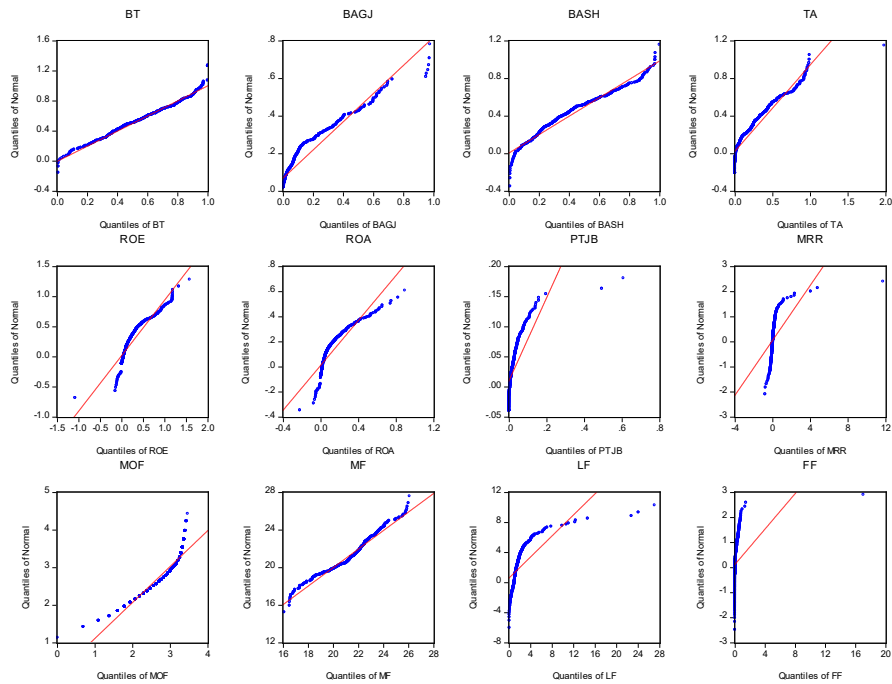 BT
1.6
1.2
0.8
0.4
0.0
-0.4
Quantiles of Normal
0.0 0.2 0.4 0.6 0.8 1.0
Quantiles of BT
BAGJ
.8
.6
.4
.2
.0
Quantiles of Normal
0.0 0.2 0.4 0.6 0.8 1.0
Quantiles of BAGJ
BASH
1.2
0.8
0.4
0.0
-0.4
Quantiles of Normal
0.0 0.2 0.4 0.6 0.8 1.0
Quantiles of BASH
TA
1.2
0.8
0.4
0.0
-0.4
Quantiles of Normal
0.0 0.5 1.0 1.5 2.0
Quantiles of TA
ROE
1.5
1.0
0.5
0.0
-0.5
-1.0
Quantiles of Normal
-1.5 -1.0 -0.5 0.0 0.5 1.0 1.5 2.0
Quantiles of ROE
ROA
.8
.6
.4
.2
.0
-.2
-.4
Quantiles of Normal
-0.4 0.0 0.4 0.8 1.2
Quantiles of ROA
PTJB
.20
.15
.10
.05
.00
-.05
Quantiles of Normal
.0 .2 .4 .6 .8
Quantiles of PTJB
MRR
3
2
1
0
-1
-2
-3
Quantiles of Normal
-4 0 4 8 12
Quantiles of MRR
MOF
5
4
3
2
1
Quantiles of Normal
0 1 2 3 4
Quantiles of MOF
MF
28
24
20
16
12
Quantiles of Normal
16 18 20 22 24 26 28
Quantiles of MF
LF
12
8
4
0
-4
-8
Quantiles of Normal
0 4 8 12 16 20 24 28
Quantiles of LF
FF
3
2
1
0
-1
-2
-3
Quantiles of Normal
0 4 8 12 16 20
Quantiles of FF